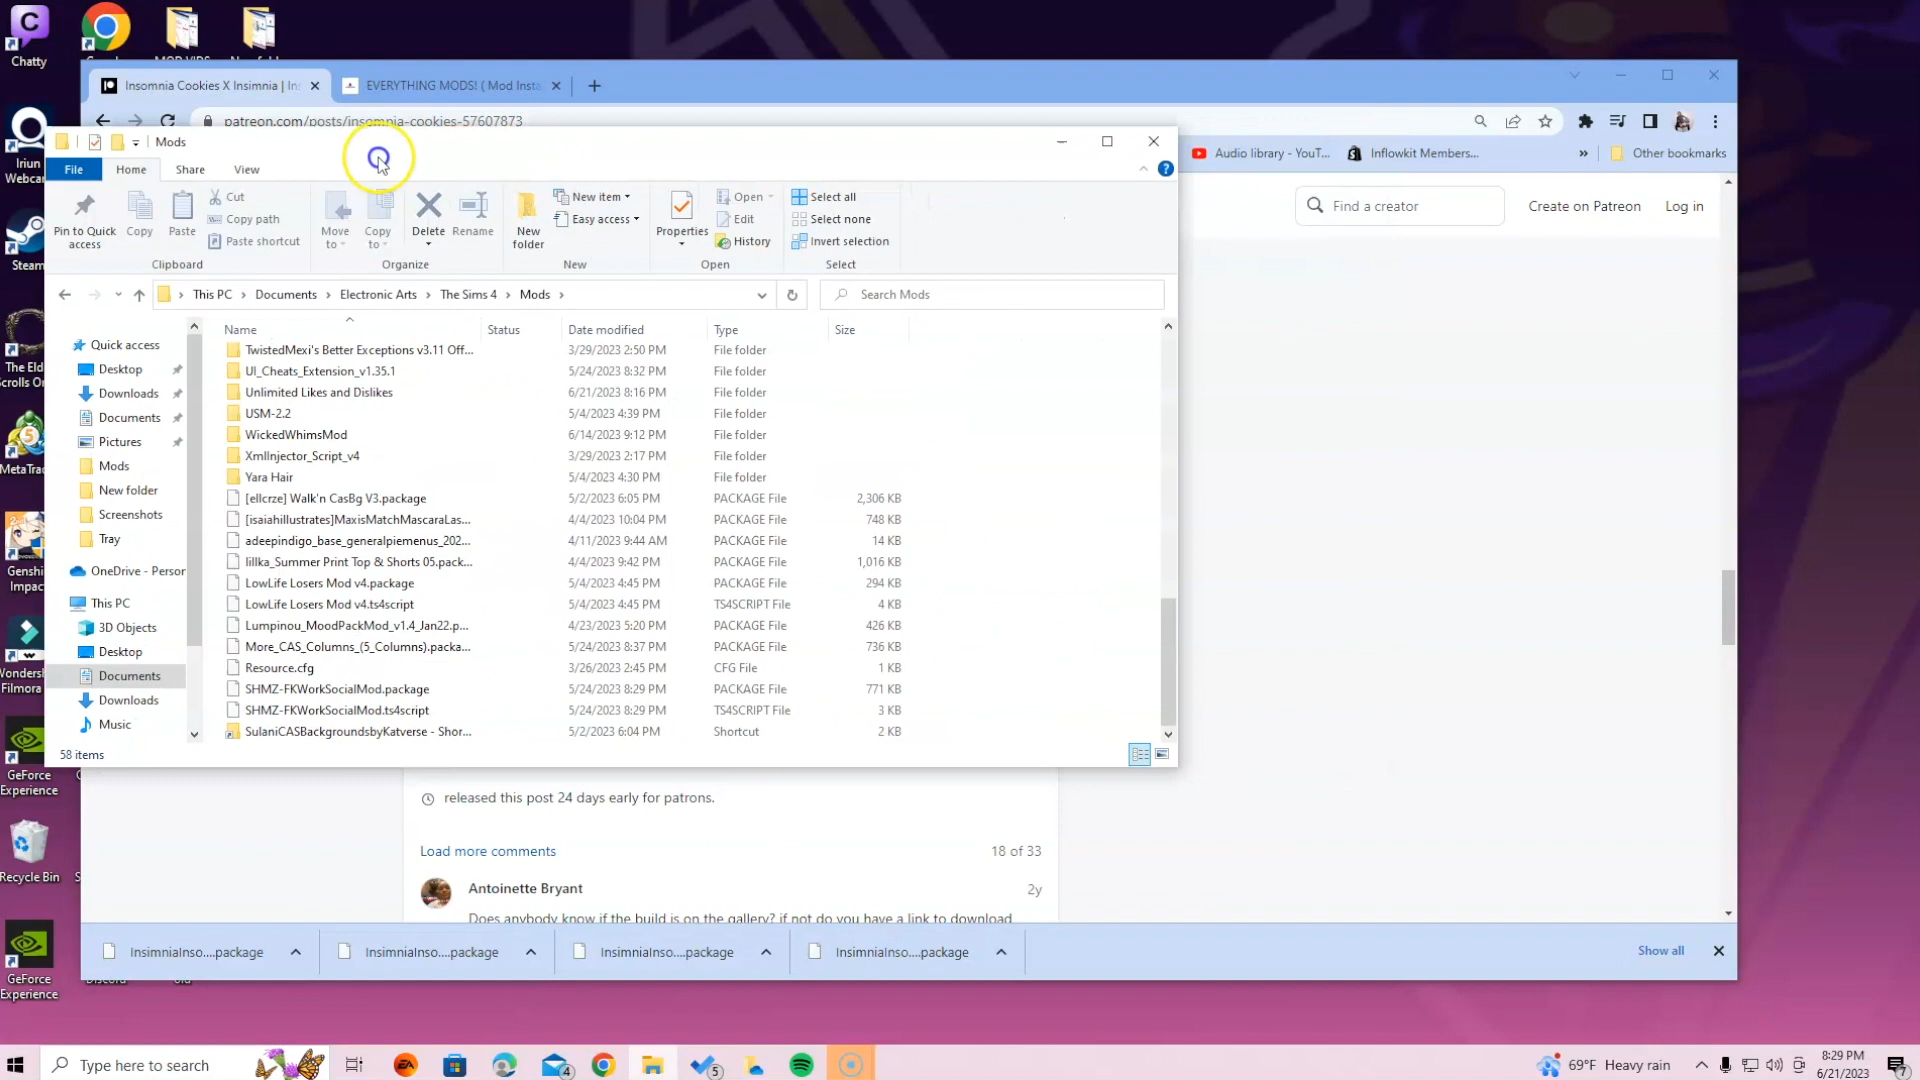 Chatty
Insomnia Cookies X Insimnia | In
EVERYTHING MODS! ( Mod Insta
patreon.com/posts/insomnia-cookies-57607873
Mods
File
Home
Share
View
Audio library - YouT...
Inflowkit Members...
»
Other bookmarks
Iriun
Webcar
Pin to Quick
access
Copy
Paste
Cut
Copy path
Paste shortcut
Clipboard
Move
to
Copy
to
Delete
Rename
Organize
New
folder
New item
Easy access
New
Properties
Open
Edit
History
Open
Select all
Select none
Invert selection
Select
Find a creator
Create on Patreon
Log in
Steam
This PC
Documents
Electronic Arts
The Sims 4
Mods
Search Mods
Name
Status
Date modified
Type
Size
Quick access
Desktop
Downloads
Documents
Pictures
Mods
New folder
Screenshots
Tray
OneDrive - Persor
This PC
3D Objects
Desktop
Documents
Downloads
Music
TwistedMexi's Better Exceptions v3.11 Off... 3/29/2023 2:50 PM File folder
UI_Cheats_Extension_v1.35.1 5/24/2023 8:32 PM File folder
Unlimited Likes and Dislikes 6/21/2023 8:16 PM File folder
USM-2.2 5/4/2023 4:39 PM File folder
WickedWhimsMod 6/14/2023 9:12 PM File folder
XmlInjector_Script_v4 3/29/2023 2:17 PM File folder
Yara Hair 5/4/2023 4:30 PM File folder
[ellcrze] Walk'n CasBg V3.package 5/2/2023 6:05 PM PACKAGE File 2,306 KB
[isaiahillustrates]MaxisMatchMascaraLas... 4/4/2023 10:04 PM PACKAGE File 748 KB
adeepindigo_base_generalpiemenus_202... 4/11/2023 9:44 AM PACKAGE File 14 KB
lillka_Summer Print Top & Shorts 05.pack... 4/4/2023 9:42 PM PACKAGE File 1,016 KB
LowLife Losers Mod v4.package 5/4/2023 4:45 PM PACKAGE File 294 KB
LowLife Losers Mod v4.ts4script 5/4/2023 4:45 PM TS4SCRIPT File 4 KB
Lumpinou_MoodPackMod_v1.4_Jan22.p... 4/23/2023 5:20 PM PACKAGE File 426 KB
More_CAS_Columns_(5_Columns).packa... 5/24/2023 8:37 PM PACKAGE File 736 KB
Resource.cfg 3/26/2023 2:45 PM CFG File 1 KB
SHMZ-FKWorkSocialMod.package 5/24/2023 8:29 PM PACKAGE File 771 KB
SHMZ-FKWorkSocialMod.ts4script 5/24/2023 8:29 PM TS4SCRIPT File 3 KB
SulaniCASBackgroundsbyKatverse - Shor... 5/2/2023 6:04 PM Shortcut 2 KB
58 items
The Eld
Scrolls On
MetaTrac
Genshi
Impac
Wonders
Filmora
GeForce
Experience
Recycle Bin
GeForce
Experience
released this post 24 days early for patrons.
Load more comments
18 of 33
Antoinette Bryant
2y
Does anybody know if the build is on the gallery? if not do you have a link to download
InsimniaInso....package
InsimniaInso....package
InsimniaInso....package
InsimniaInso....package
Show all
Type here to search
4
5
69°F Heavy rain
8:29 PM
6/21/2023
7